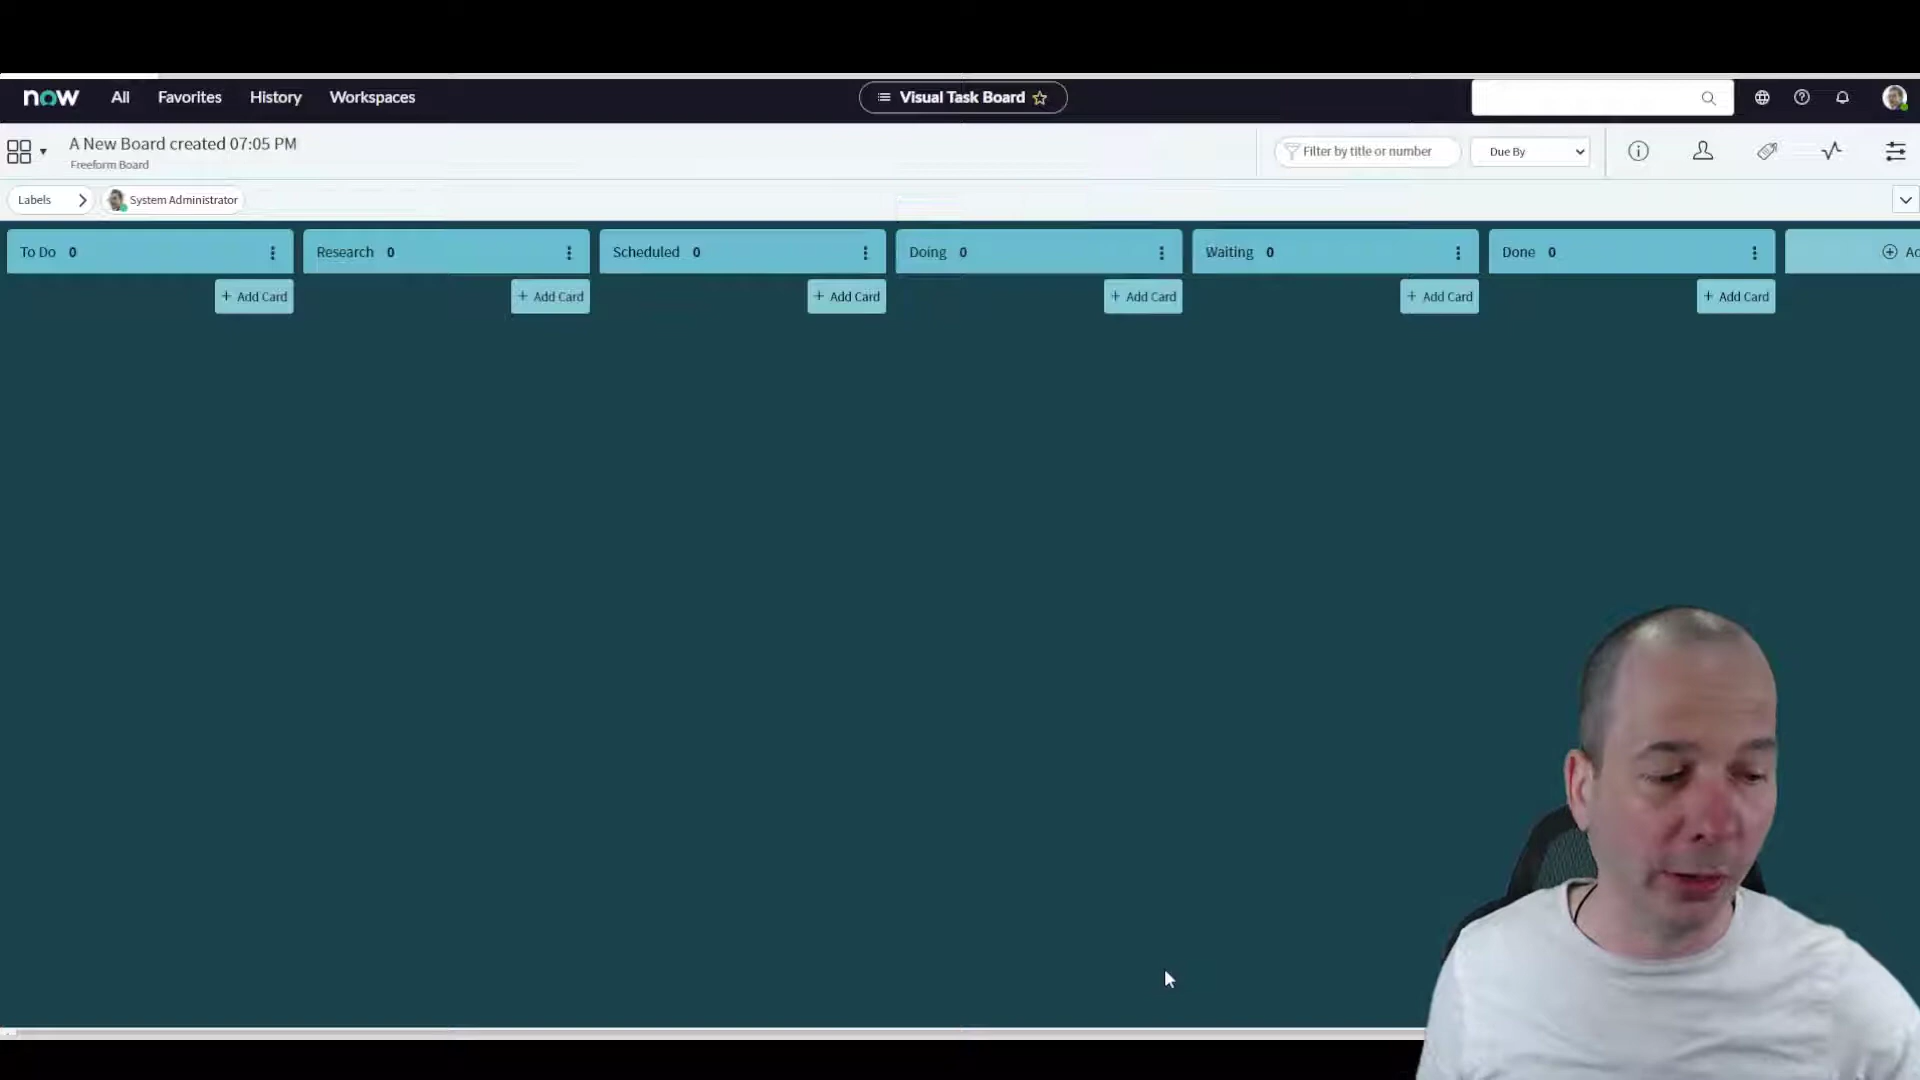 now All Favorites History Workspaces Visual Task Board
A New Board created 07:05 PM
Freeform Board
Filter by title or number Due By
Labels System Administrator
To Do 0 Research 0 Scheduled 0 Doing 0 Waiting 0 Done 0
+ Add Card + Add Card + Add Card + Add Card + Add Card + Add Card